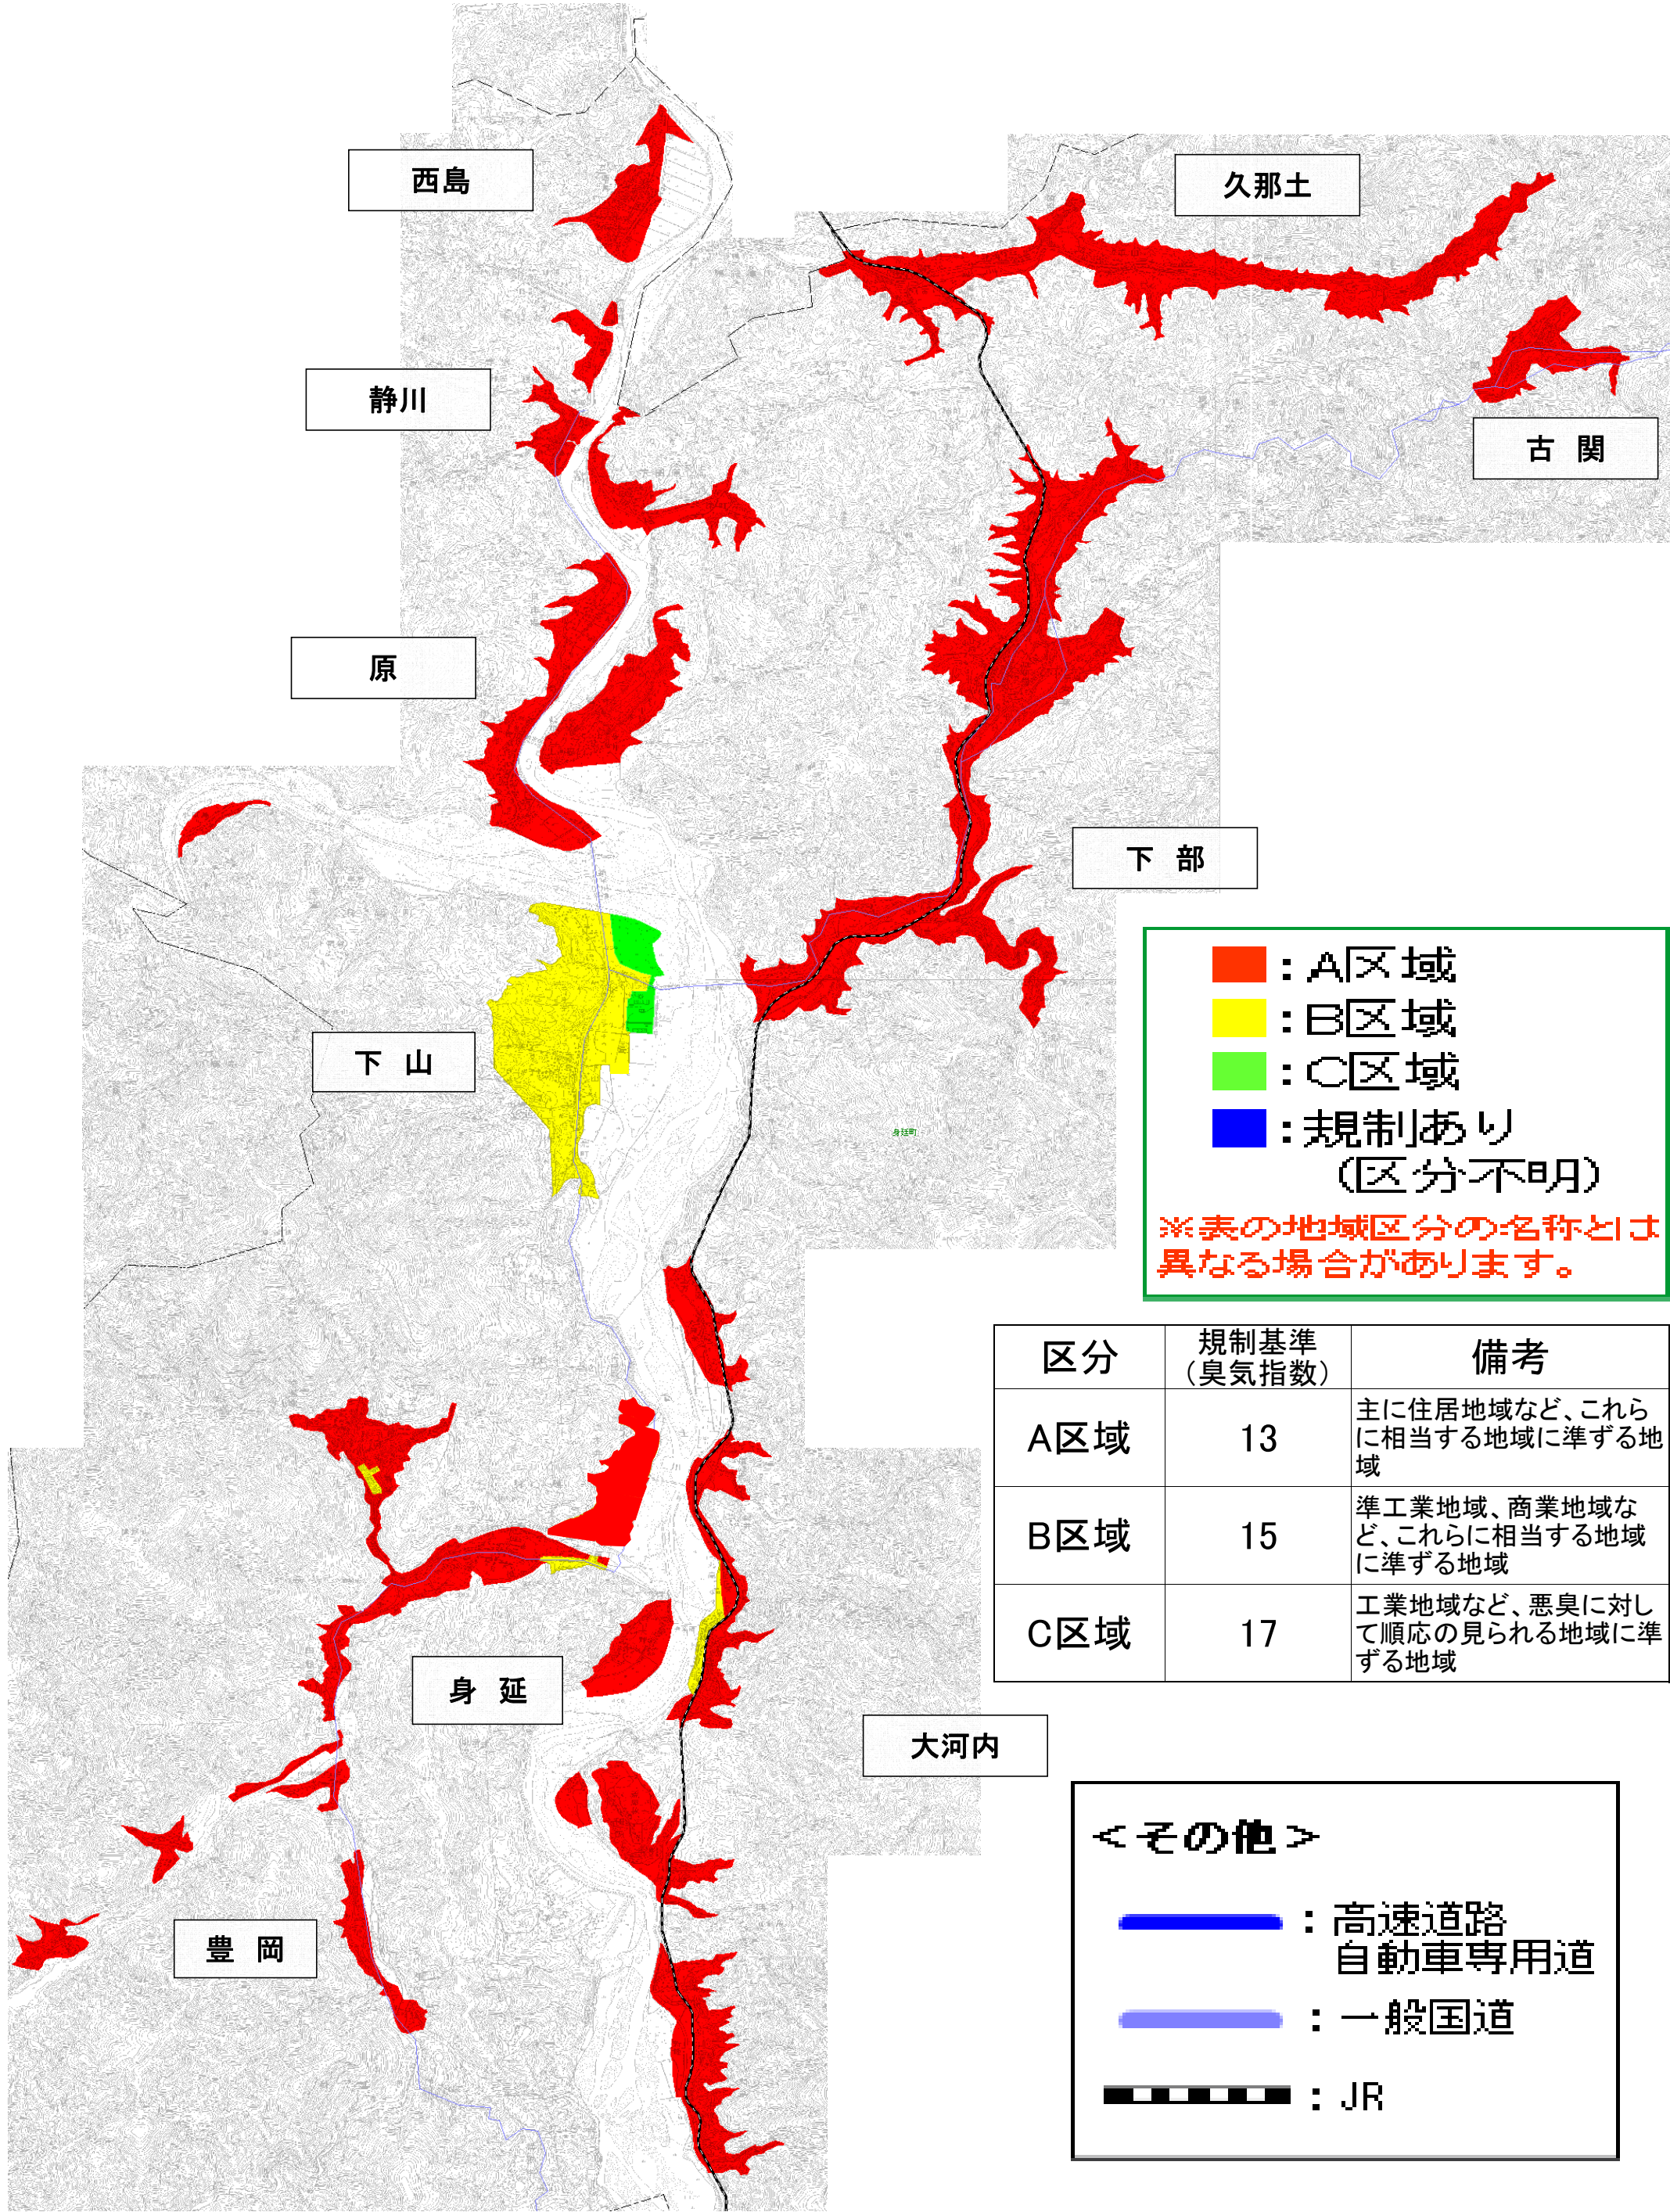 西島
久那土
静川
古関
原
下部
下山
身延町
:A区域
:B区域
:C区域
:規制あり
(区分不明)
※表の地域区分の名称とは
異なる場合があります。
区分
規制基準
(臭気指数)
備考
A区域
13
主に住居地域など、これら
に相当する地域に準ずる地
域
B区域
15
準工業地域、商業地域な
ど、これらに相当する地域
に準ずる地域
C区域
17
工業地域など、悪臭に対し
て順応の見られる地域に準
ずる地域
身延
大河内
豊岡
<その他>
:高速道路
自動車専用道
:一般国道
:JR